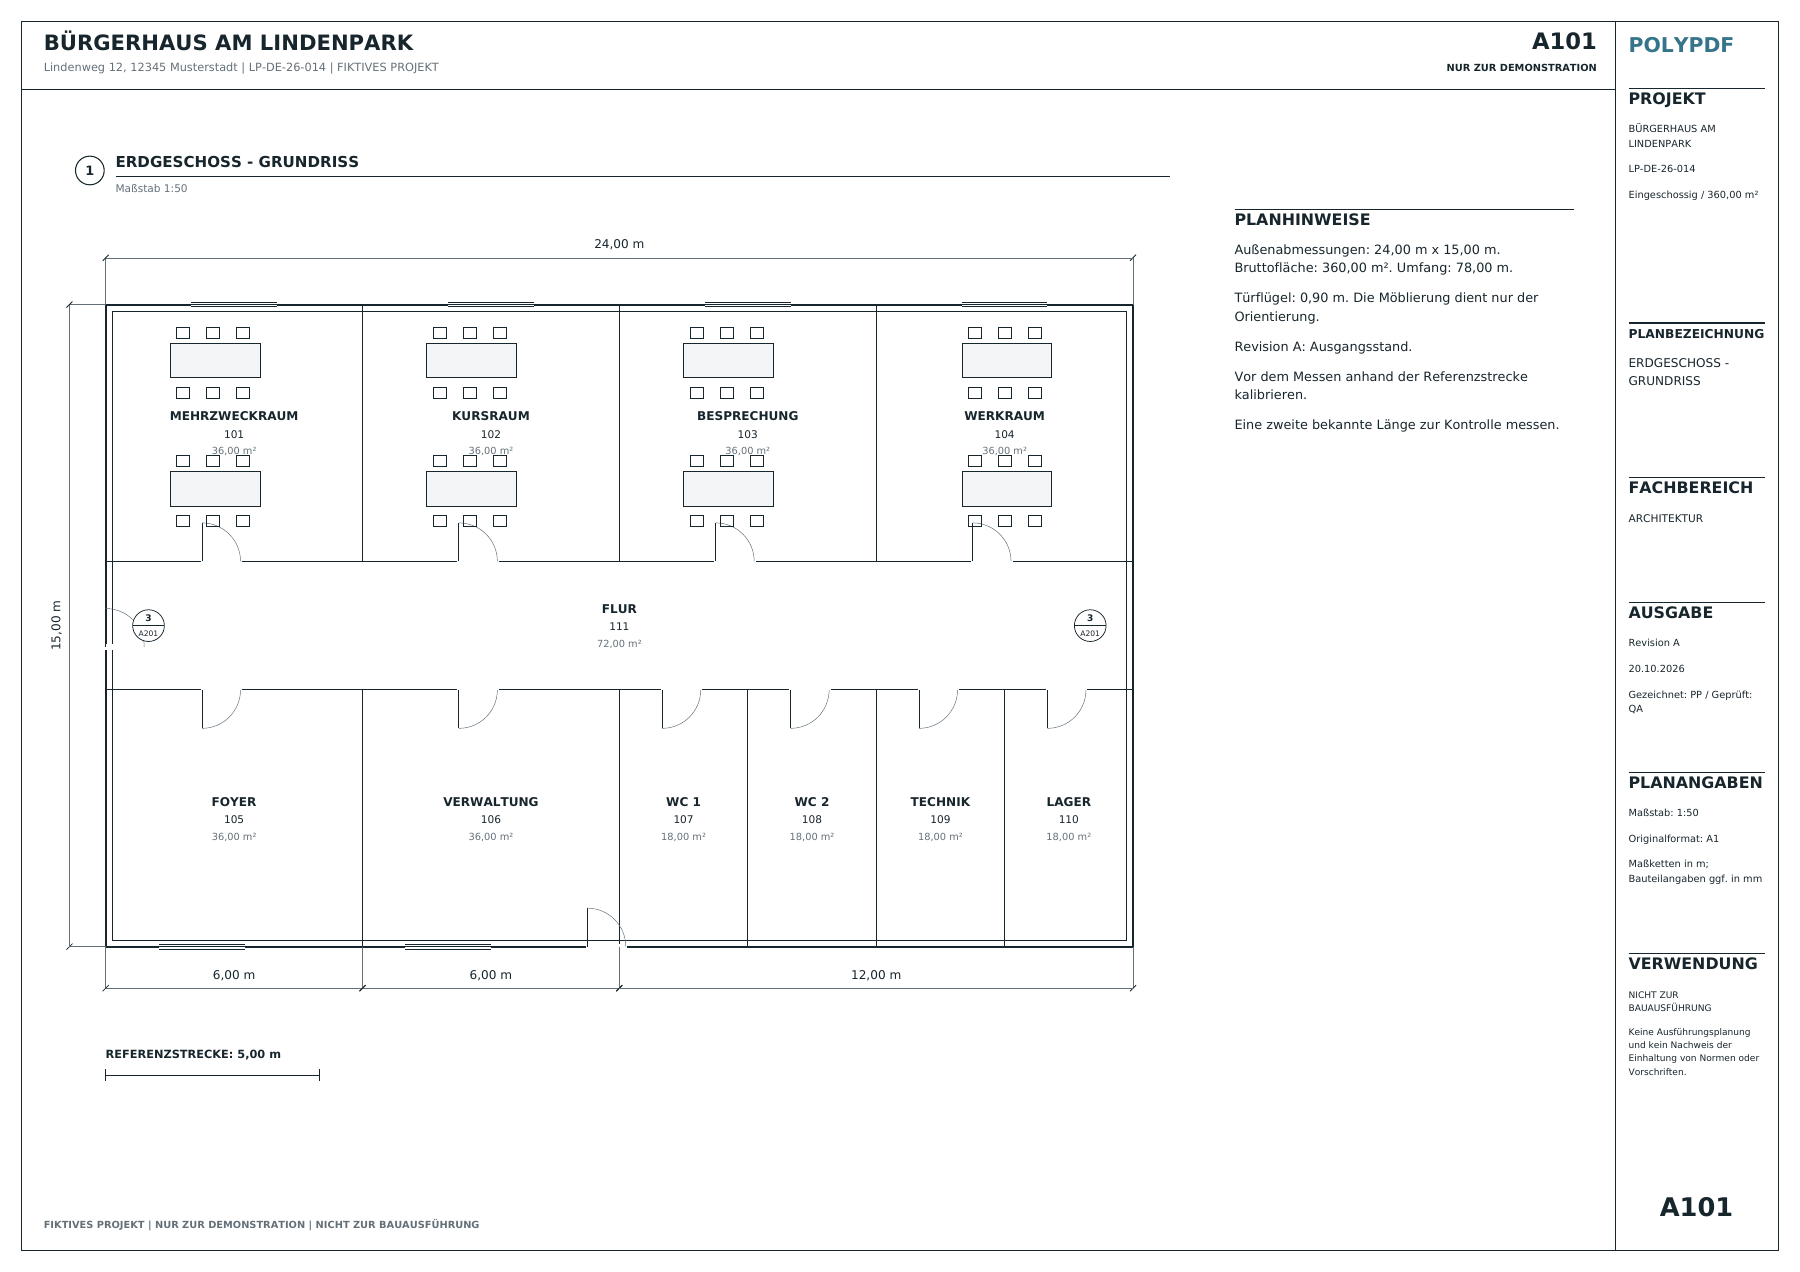 BÜRGERHAUS AM LINDENPARK
Lindenweg 12, 12345 Musterstadt | LP-DE-26-014 | FIKTIVES PROJEKT
A101
NUR ZUR DEMONSTRATION
1
ERDGESCHOSS - GRUNDRISS
Maßstab 1:50
24,00 m
15,00 m
MEHRZWECKRAUM
101
36,00 m²
KURSRAUM
102
36,00 m²
BESPRECHUNG
103
36,00 m²
WERKRAUM
104
36,00 m²
3
A201
FLUR
111
72,00 m²
3
A201
FOYER
105
36,00 m²
VERWALTUNG
106
36,00 m²
WC 1
107
18,00 m²
WC 2
108
18,00 m²
TECHNIK
109
18,00 m²
LAGER
110
18,00 m²
6,00 m
6,00 m
12,00 m
REFERENZSTRECKE: 5,00 m
PLANHINWEISE
Außenabmessungen: 24,00 m x 15,00 m.
Bruttofläche: 360,00 m². Umfang: 78,00 m.
Türflügel: 0,90 m. Die Möblierung dient nur der
Orientierung.
Revision A: Ausgangsstand.
Vor dem Messen anhand der Referenzstrecke
kalibrieren.
Eine zweite bekannte Länge zur Kontrolle messen.
POLYPDF
PROJEKT
BÜRGERHAUS AM
LINDENPARK
LP-DE-26-014
Eingeschossig / 360,00 m²
PLANBEZEICHNUNG
ERDGESCHOSS -
GRUNDRISS
FACHBEREICH
ARCHITEKTUR
AUSGABE
Revision A
20.10.2026
Gezeichnet: PP / Geprüft:
QA
PLANANGABEN
Maßstab: 1:50
Originalformat: A1
Maßketten in m;
Bauteilangaben ggf. in mm
VERWENDUNG
NICHT ZUR
BAUAUSFÜHRUNG
Keine Ausführungsplanung
und kein Nachweis der
Einhaltung von Normen oder
Vorschriften.
A101
FIKTIVES PROJEKT | NUR ZUR DEMONSTRATION | NICHT ZUR BAUAUSFÜHRUNG